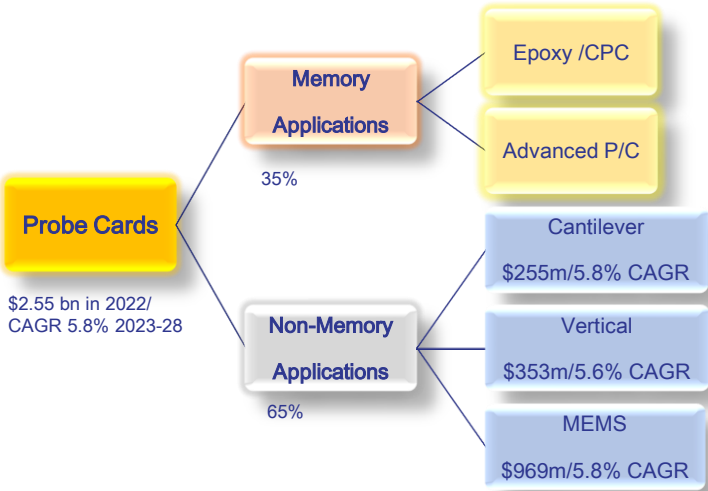 Probe Cards
$2.55 bn in 2022/
CAGR 5.8% 2023-28
Memory
Applications
35%
Epoxy /CPC
Advanced P/C
Non-Memory
Applications
65%
Cantilever
$255m/5.8% CAGR
Vertical
$353m/5.6% CAGR
MEMS
$969m/5.8% CAGR